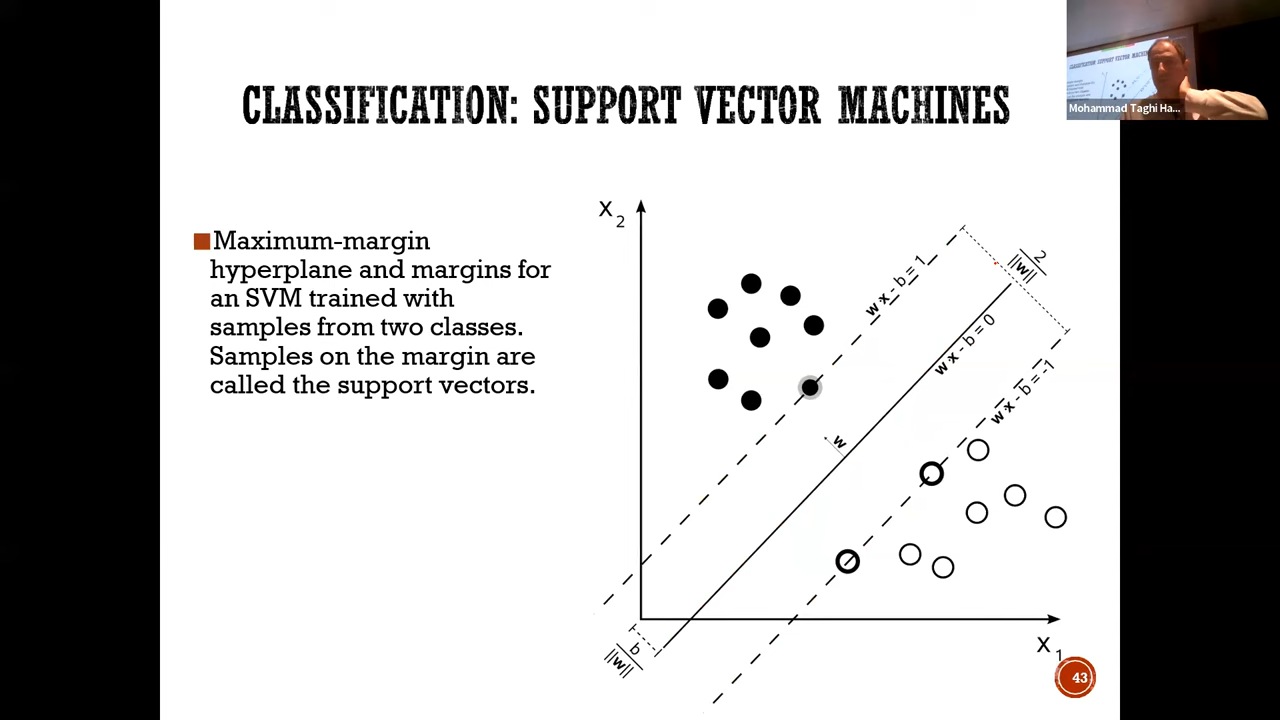 CLASSIFICATION: SUPPORT VECTOR MACHINES
Mohammad Taghi Ha...
Maximum-margin
hyperplane and margins for
an SVM trained with
samples from two classes.
Samples on the margin are
called the support vectors.
X2
w·x - b = 1
2
||w||
w·x - b = 0
w·x - b = -1
w
b
||w||
X1
43